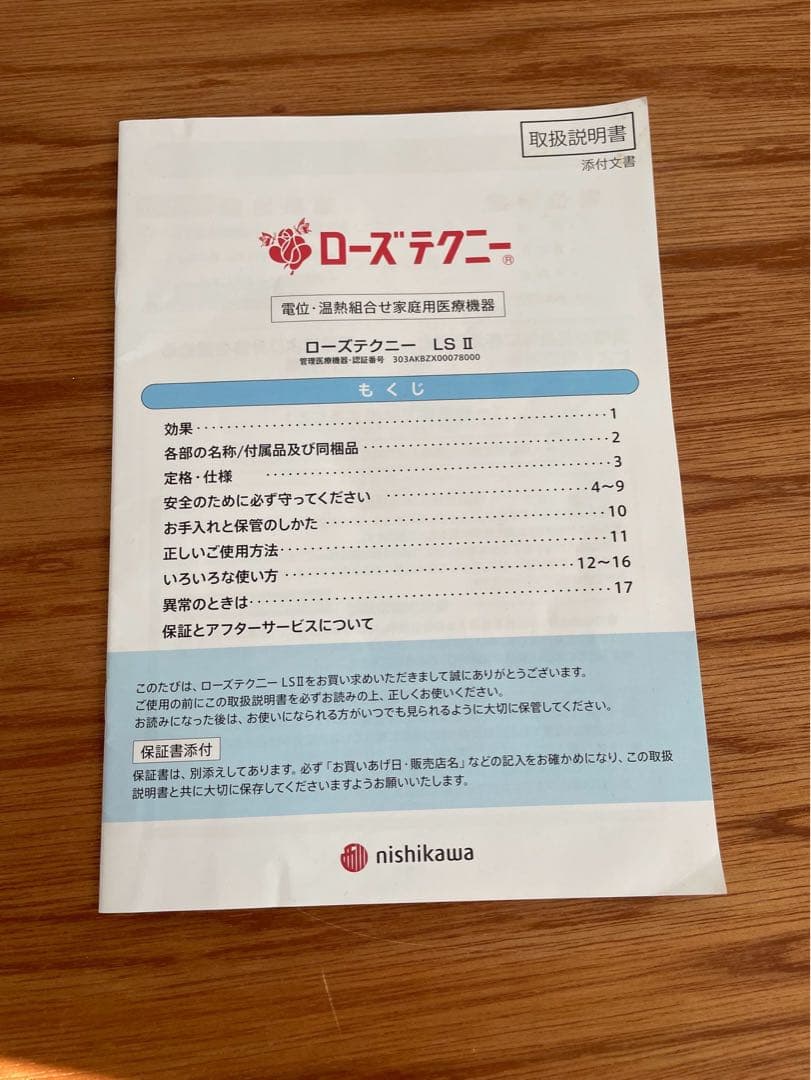 取扱説明書
添付文書
ローズテクニー®
電位・温熱組合せ家庭用医療機器
ローズテクニー LSⅡ
管理医療機器・認証番号 303AKBZX00078000
もくじ
効果・・・・・・・・・・・・・・・・・・・・1
各部の名称/付属品及び同梱品・・・・・・・・・・・・2
定格・仕様・・・・・・・・・・・・・・・・・・3
安全のために必ず守ってください・・・・・・・・・・4~9
お手入れと保管のしかた・・・・・・・・・・・・・・10
正しいご使用方法・・・・・・・・・・・・・・・・11
いろいろな使い方・・・・・・・・・・・・・・12~16
異常のときは・・・・・・・・・・・・・・・・・17
保証とアフターサービスについて
このたびは、ローズテクニー LSⅡをお買い求めいただきまして誠にありがとうございます。
ご使用の前にこの取扱説明書を必ずお読みの上、正しくお使いください。
お読みになった後は、お使いになられる方がいつでも見られるように大切に保管してください。
保証書添付
保証書は、別添えしてあります。必ず「お買いあげ日・販売店名」などの記入をお確かめになり、この取扱
説明書と共に大切に保存してくださいますようお願いいたします。
nishikawa